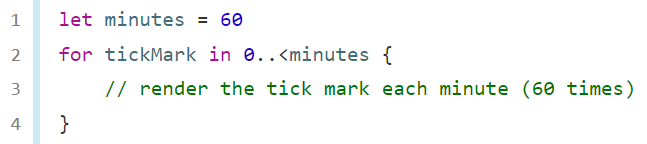 1 let minutes = 60
2 for tickMark in 0..<minutes {
3     // render the tick mark each minute (60 times)
4 }